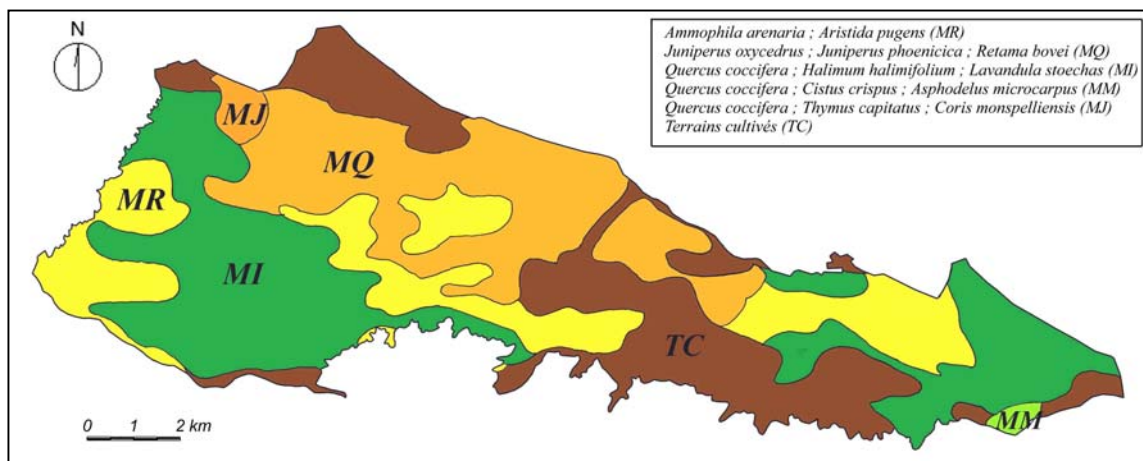 N
Ammophila arenaria ; Aristida pugens (MR)
Juniperus oxycedrus ; Juniperus phoenicica ; Retama bovei (MQ)
Quercus coccifera ; Halimum halimifolium ; Lavandula stoechas (MI)
Quercus coccifera ; Cistus crispus ; Asphodelus microcarpus (MM)
Quercus coccifera ; Thymus capitatus ; Coris monspelliensis (MJ)
Terrains cultivés (TC)
MJ
MQ
MR
MI
TC
MM
0 1 2 km